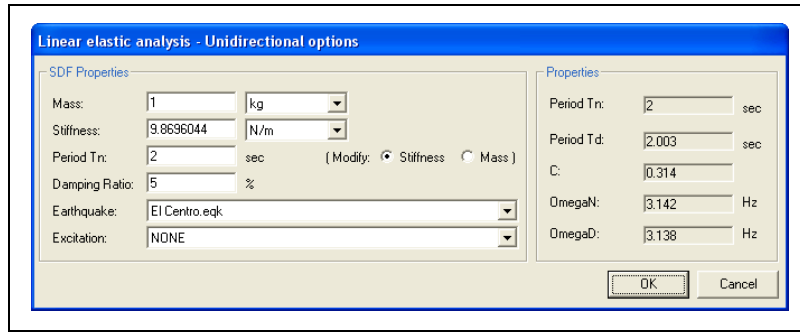 Linear elastic analysis - Unidirectional options
SDF Properties
Mass: 1 kg
Stiffness: 9.8696044 N/m
Period Tn: 2 sec (Modify: Stiffness Mass)
Damping Ratio: 5 %
Earthquake: El Centro.eqk
Excitation: NONE
Properties
Period Tn: 2 sec
Period Td: 2.003 sec
C: 0.314
OmegaN: 3.142 Hz
OmegaD: 3.138 Hz
OK Cancel